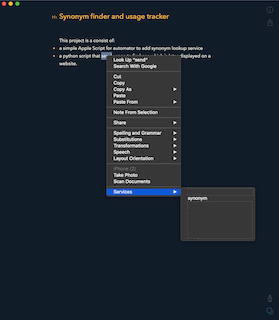 H1 Synonym finder and usage tracker
This project is a consist of:
• a simple Apple Script for automator to add synonym lookup service
• a python script that send displayed on a
website.
Look Up "send"
Search With Google
Cut
Copy
Copy As
Paste
Paste From
Note From Selection
Share
Spelling and Grammar
Substitutions
Transformations
Speech
Layout Orientation
Take Photo
Scan Documents
Services
synonym